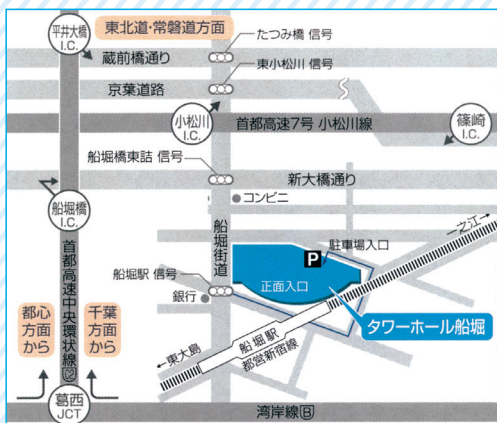 平井大橋
I.C.
東北道・常磐道方面
たつみ橋 信号
蔵前橋通り
東小松川 信号
京葉道路
小松川
I.C.
首都高速7号 小松川線
篠崎
I.C.
船堀橋東詰 信号
新大橋通り
船堀橋
I.C.
コンビニ
船堀街道
一之江
駐車場入口
P
船堀駅 信号
正面入口
銀行
首都高速中央環状線C2
タワーホール船堀
都心
方面
から
千葉
方面
から
船堀駅
都営新宿線
東大島
葛西
JCT
湾岸線B